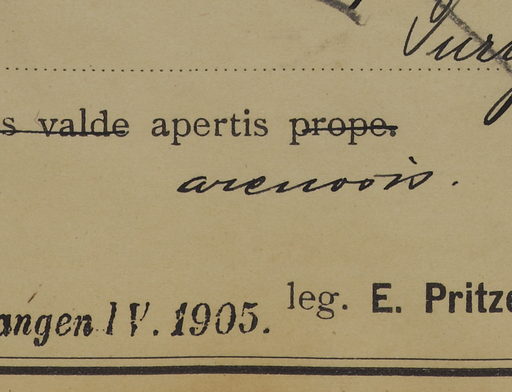 s valde apertis prope.
arenosis.
angen IV. 1905.
leg. E. Pritze